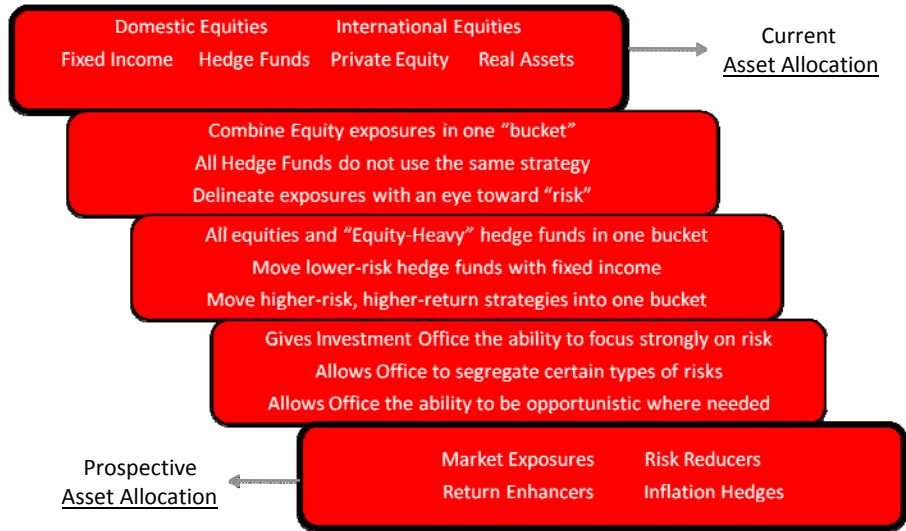 Domestic Equities International Equities
Fixed Income Hedge Funds Private Equity Real Assets
Current
Asset Allocation
Combine Equity exposures in one “bucket”
All Hedge Funds do not use the same strategy
Delineate exposures with an eye toward “risk”
All equities and “Equity-Heavy” hedge funds in one bucket
Move lower-risk hedge funds with fixed income
Move higher-risk, higher-return strategies into one bucket
Gives Investment Office the ability to focus strongly on risk
Allows Office to segregate certain types of risks
Allows Office the ability to be opportunistic where needed
Prospective
Asset Allocation
Market Exposures Risk Reducers
Return Enhancers Inflation Hedges